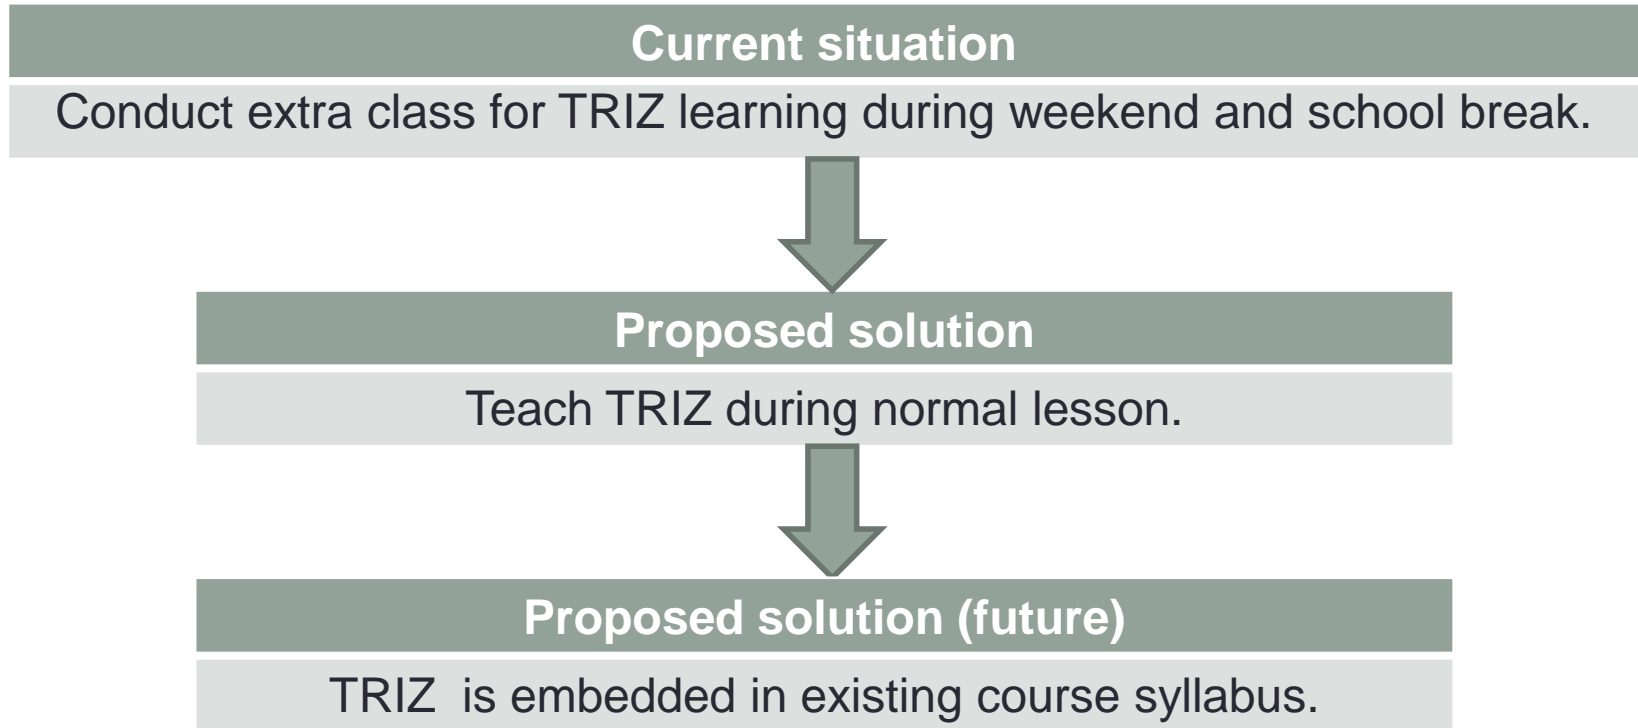 Current situation
Conduct extra class for TRIZ learning during weekend and school break.
Proposed solution
Teach TRIZ during normal lesson.
Proposed solution (future)
TRIZ is embedded in existing course syllabus.